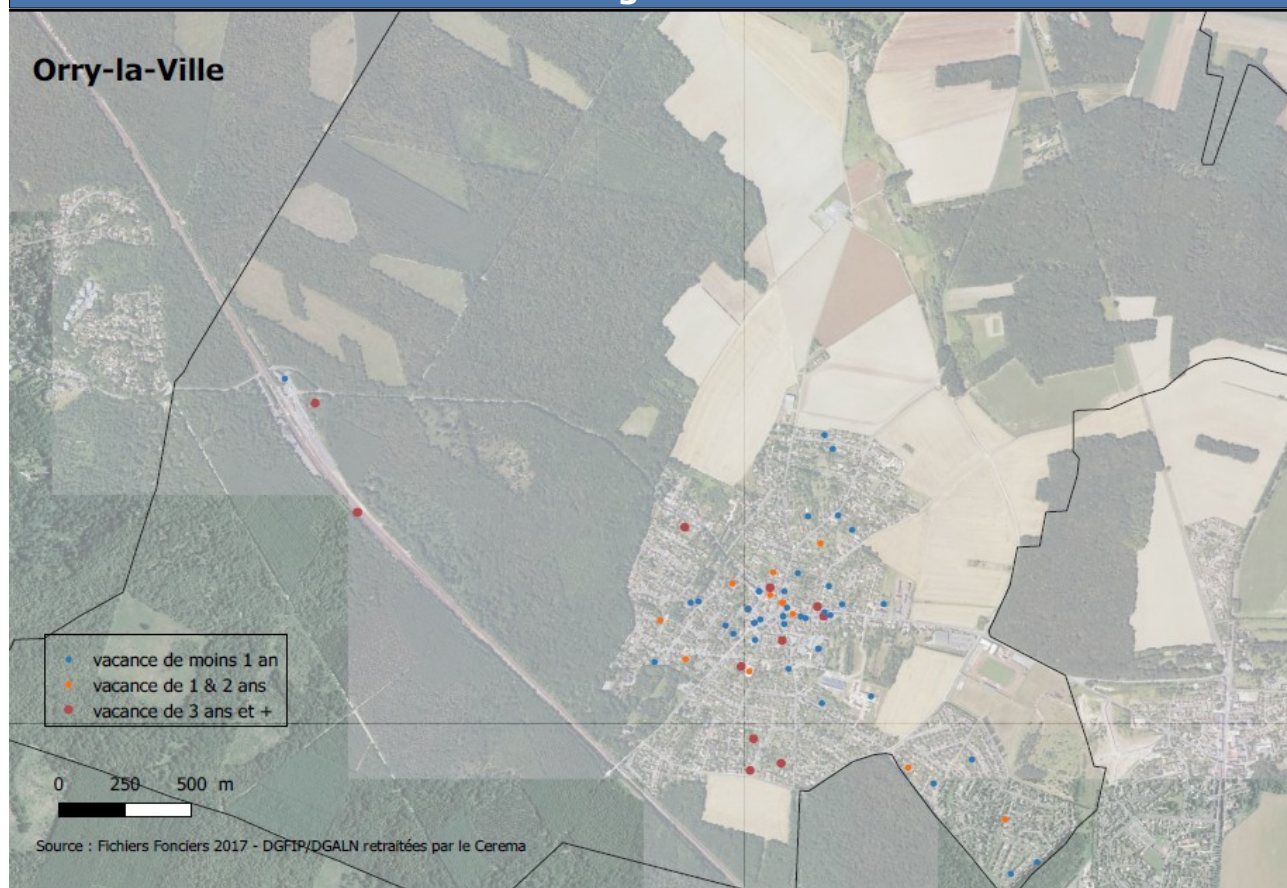 Orry-la-Ville
vacance de moins 1 an
vacance de 1 & 2 ans
vacance de 3 ans et +
0 250 500 m
Source : Fichiers Fonciers 2017 - DGFIP/DGALN retraitées par le Cerema